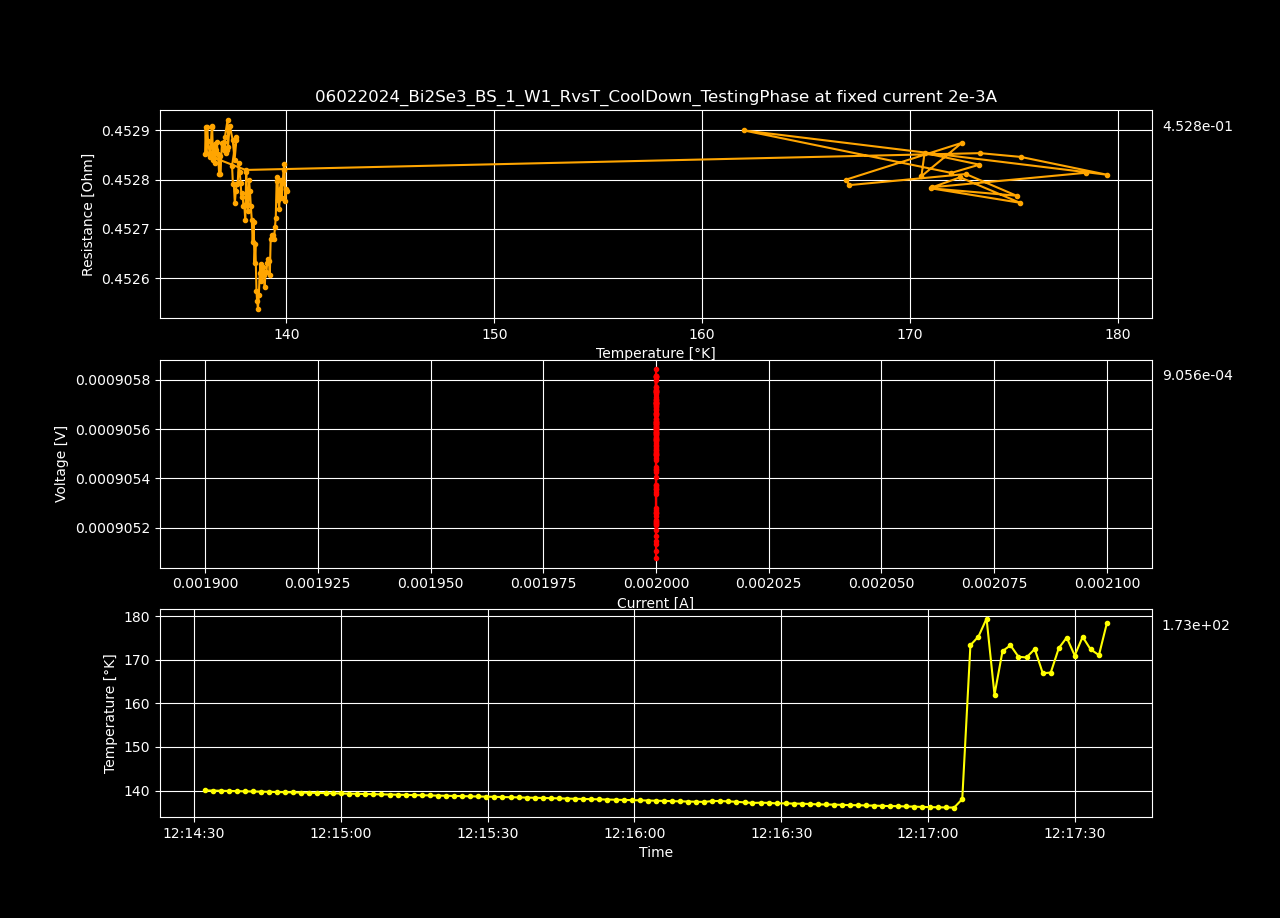 06022024_Bi2Se3_BS_1_W1_RvsT_CoolDown_TestingPhase at fixed current 2e-3A
4.528e-01
Resistance [Ohm]
0.4529
0.4528
0.4527
0.4526
140 150 160 170 180
Temperature [°K]
9.056e-04
Voltage [V]
0.0009058
0.0009056
0.0009054
0.0009052
0.001900 0.001925 0.001950 0.001975 0.002000 0.002025 0.002050 0.002075 0.002100
Current [A]
1.73e+02
Temperature [°K]
180
170
160
150
140
12:14:30 12:15:00 12:15:30 12:16:00 12:16:30 12:17:00 12:17:30
Time